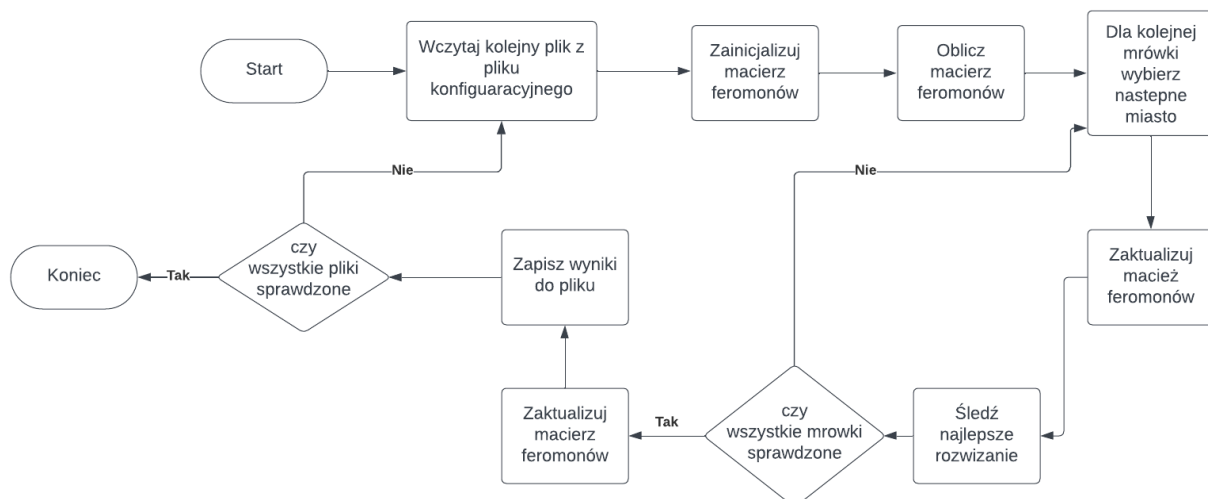 Start
Wczytaj kolejny plik z
pliku
konfiguaracyjnego
Zainicjalizuj
macierz
feromonów
Oblicz
macierz
feromonów
Dla kolejnej
mrówki
wybierz
nastepne
miasto
Nie
Nie
Koniec
Tak
czy
wszystkie pliki
sprawdzone
Zapisz wyniki
do pliku
Zaktualizuj
macież
feromonów
Zaktualizuj
macierz
feromonów
Tak
czy
wszystkie mrowki
sprawdzone
Śledź
najlepsze
rozwizanie